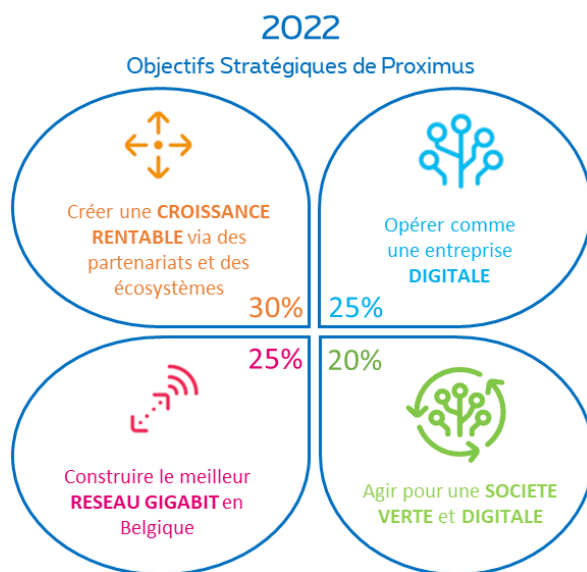 2022
Objectifs Stratégiques de Proximus
Créer une CROISSANCE
RENTABLE via des
partenariats et des
écosystèmes
30%
Opérer comme
une entreprise
DIGITALE
25%
25%
Construire le meilleur
RESEAU GIGABIT en
Belgique
20%
Agir pour une SOCIETE
VERTE et DIGITALE